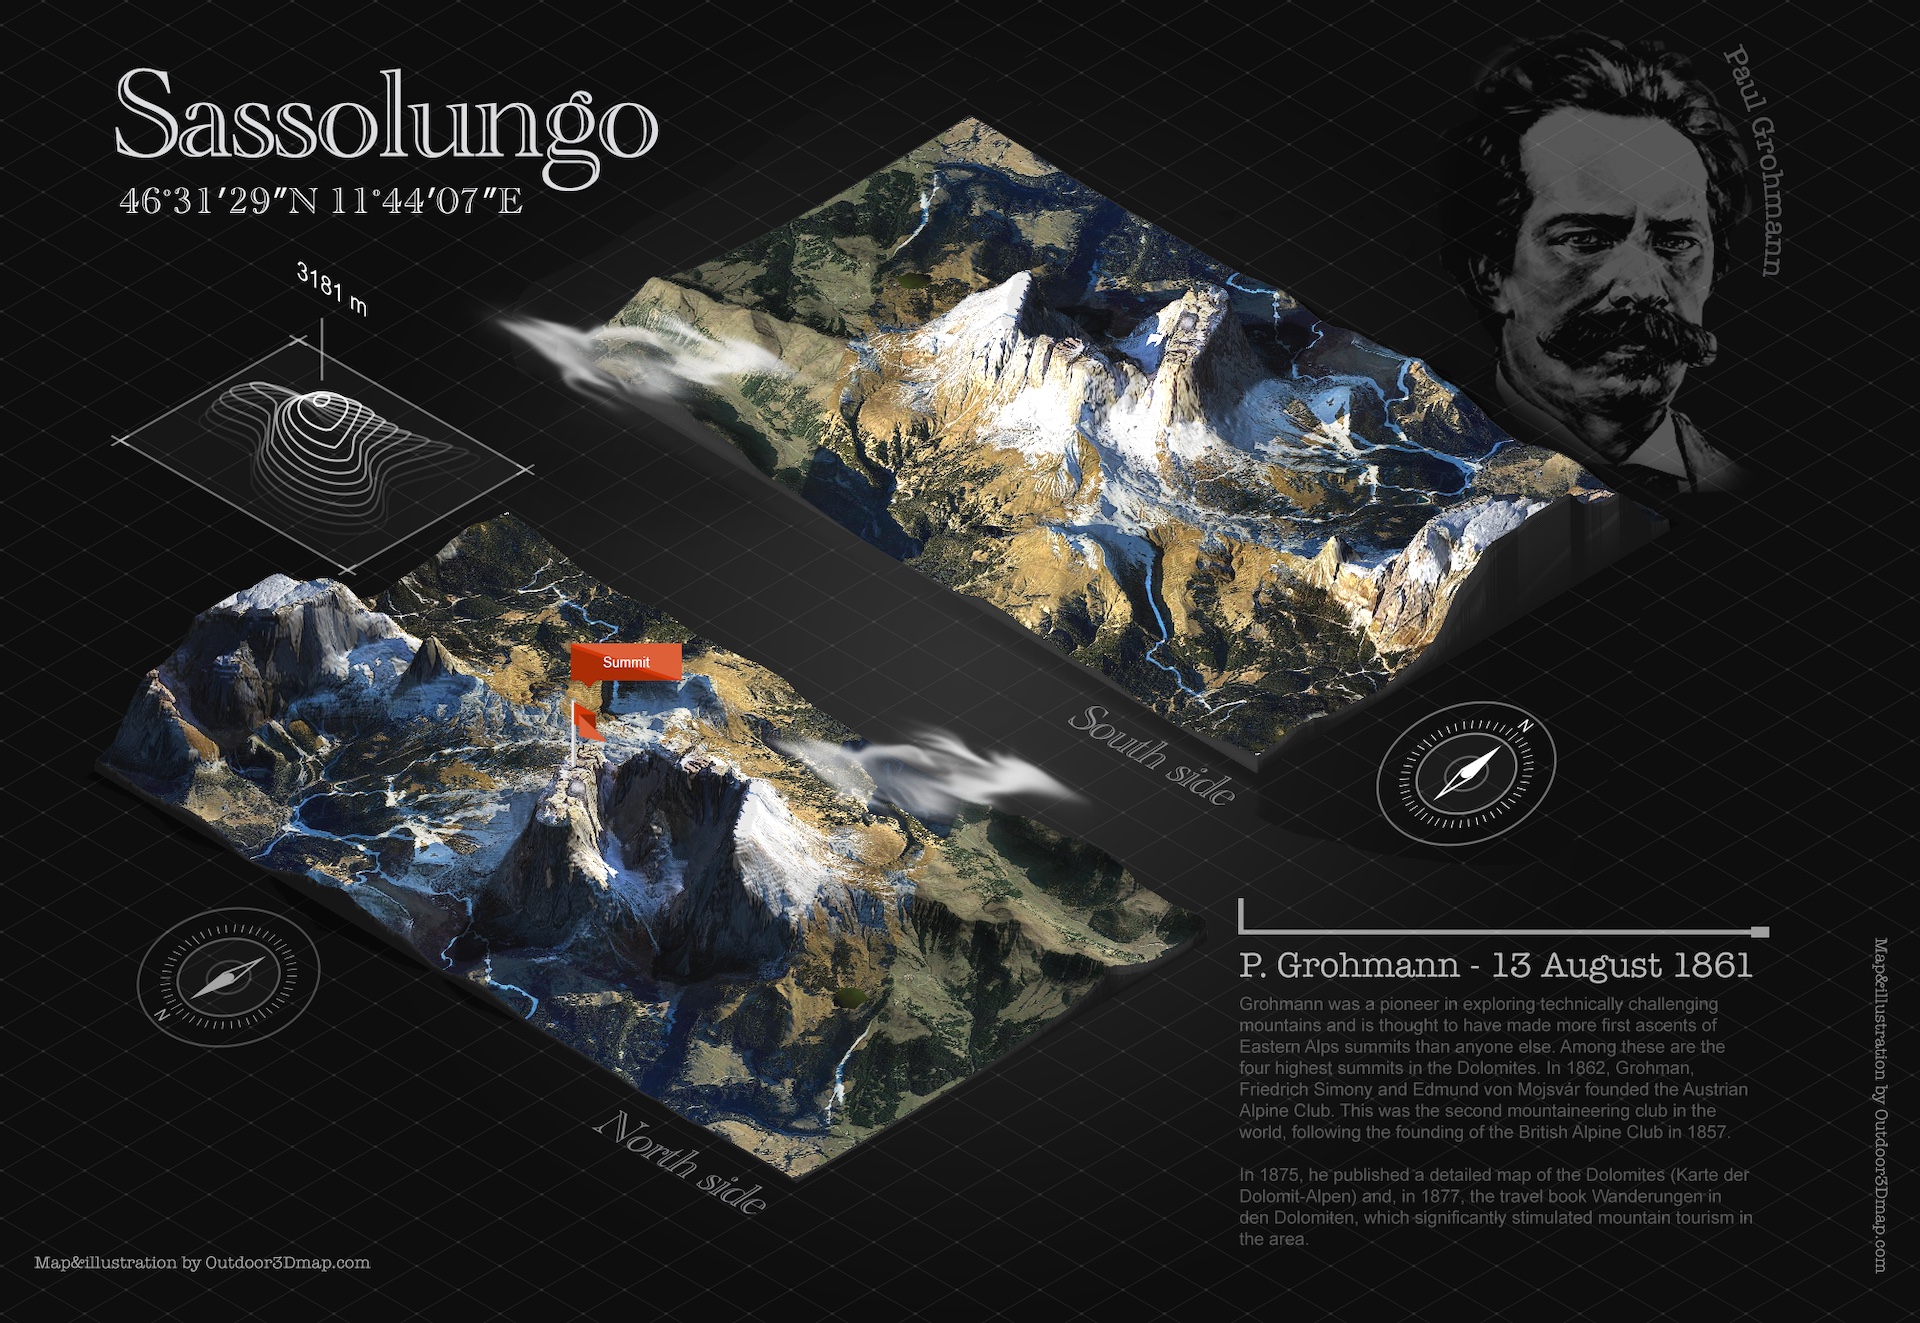 Sassolungo
46°31′29″N 11°44′07″E
3181 m
Paul Grohmann
Summit
South side
N
N
North side
P. Grohmann - 13 August 1861
Grohmann was a pioneer in exploring technically challenging
mountains and is thought to have made more first ascents of
Eastern Alps summits than anyone else. Among these are the
four highest summits in the Dolomites. In 1862, Grohman,
Friedrich Simony and Edmund von Mojsvár founded the Austrian
Alpine Club. This was the second mountaineering club in the
world, following the founding of the British Alpine Club in 1857.
In 1875, he published a detailed map of the Dolomites (Karte der
Dolomit-Alpen) and, in 1877, the travel book Wanderungen in
den Dolomiten, which significantly stimulated mountain tourism in
the area.
Map&illustration by Outdoor3Dmap.com
Map&illustration by Outdoor3Dmap.com